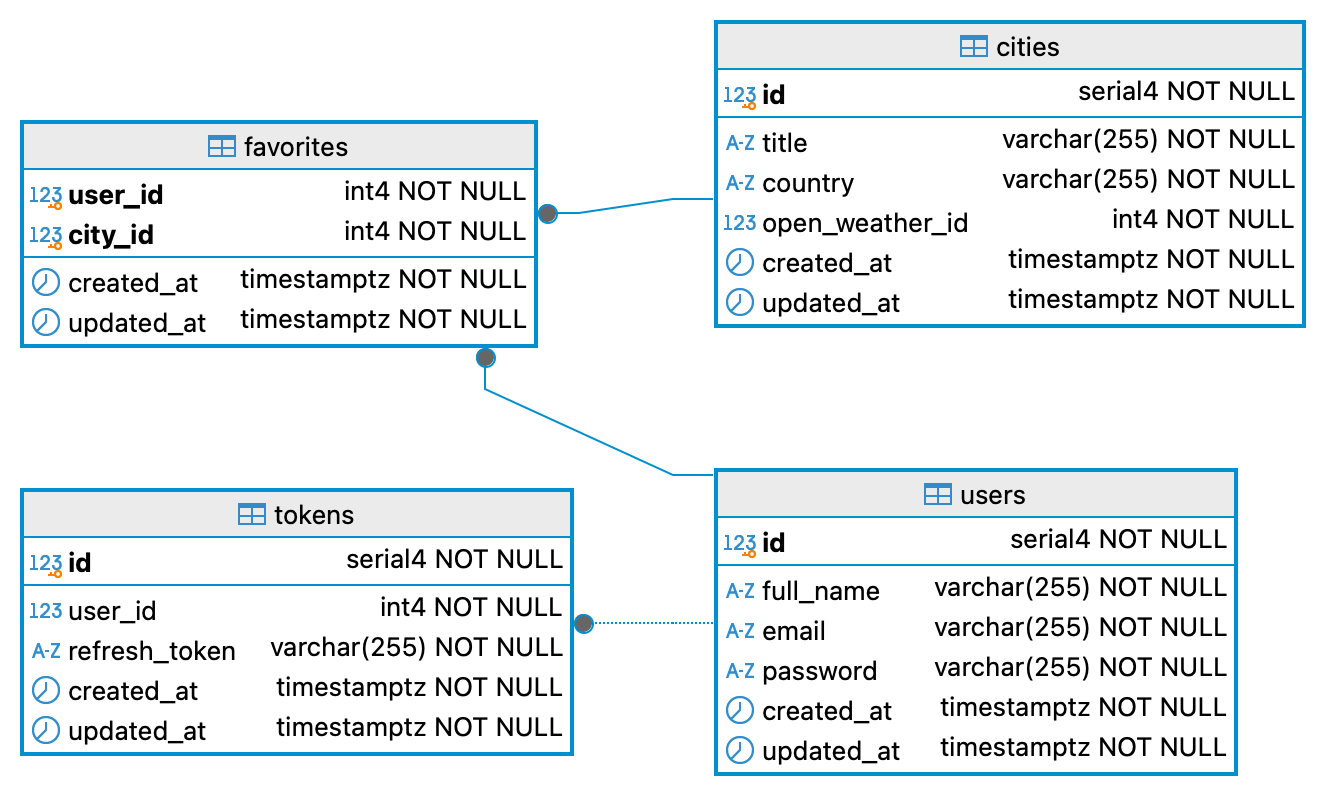 cities
123 id serial4 NOT NULL
A-Z title varchar(255) NOT NULL
A-Z country varchar(255) NOT NULL
123 open_weather_id int4 NOT NULL
created_at timestamptz NOT NULL
updated_at timestamptz NOT NULL
favorites
123 user_id int4 NOT NULL
123 city_id int4 NOT NULL
created_at timestamptz NOT NULL
updated_at timestamptz NOT NULL
tokens
123 id serial4 NOT NULL
123 user_id int4 NOT NULL
A-Z refresh_token varchar(255) NOT NULL
created_at timestamptz NOT NULL
updated_at timestamptz NOT NULL
users
123 id serial4 NOT NULL
A-Z full_name varchar(255) NOT NULL
A-Z email varchar(255) NOT NULL
A-Z password varchar(255) NOT NULL
created_at timestamptz NOT NULL
updated_at timestamptz NOT NULL